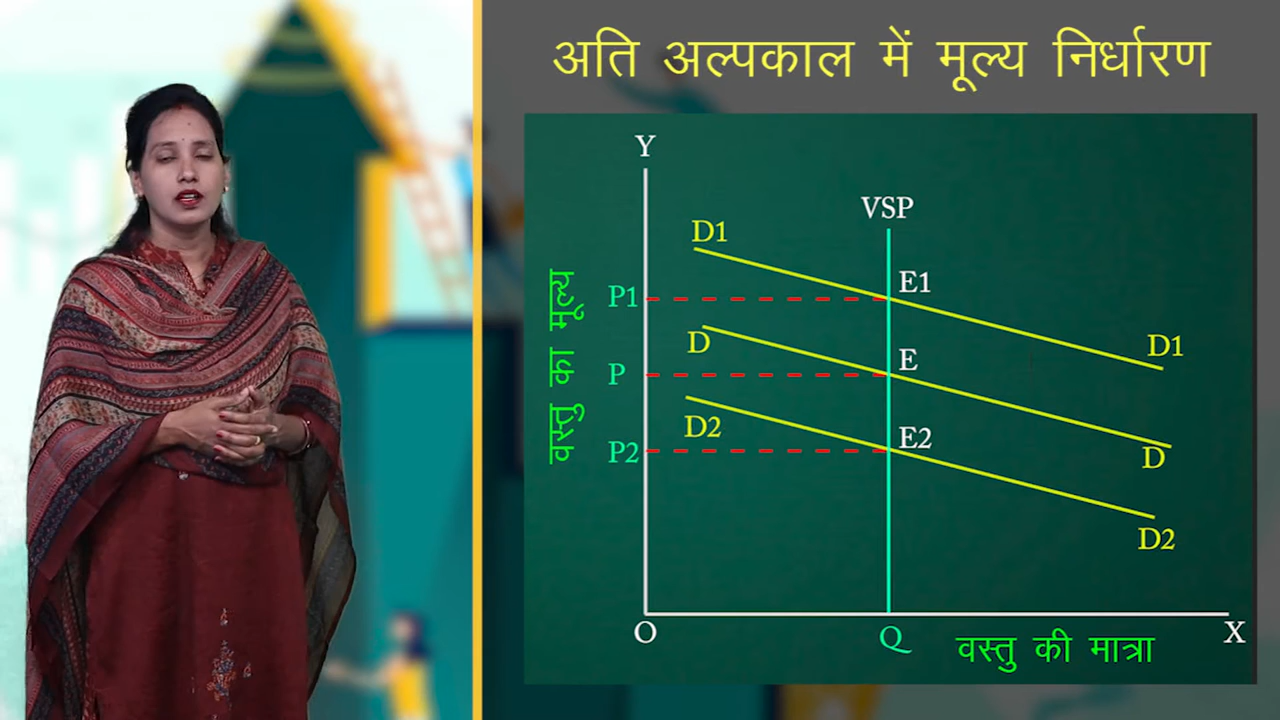 अति अल्पकाल में मूल्य निर्धारण
Y
VSP
D1
E1
P1
D1
D
E
P
D2
E2
P2
D
D2
वस्तु का मूल्य
O
Q
वस्तु की मात्रा
X